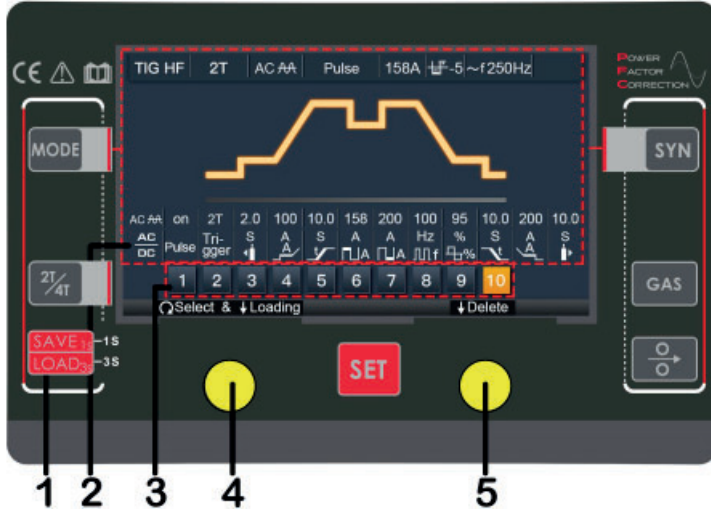 TIG HF 2T AC Pulse 158A -5 ~f250Hz
CE
POWER
FACTOR
CORRECTION
MODE
SYN
AC on 2T 2.0 100 10.0 158 200 100 95 10.0 200 10.0
AC S A S A A Hz % S A S
DC Pulse Tri-
gger A A A f %
2T/4T
1 2 3 4 5 6 7 8 9 10
GAS
Select & ↓Loading ↓Delete
SAVE 1s -1S
LOAD 3s -3S
SET
1 2 3 4 5